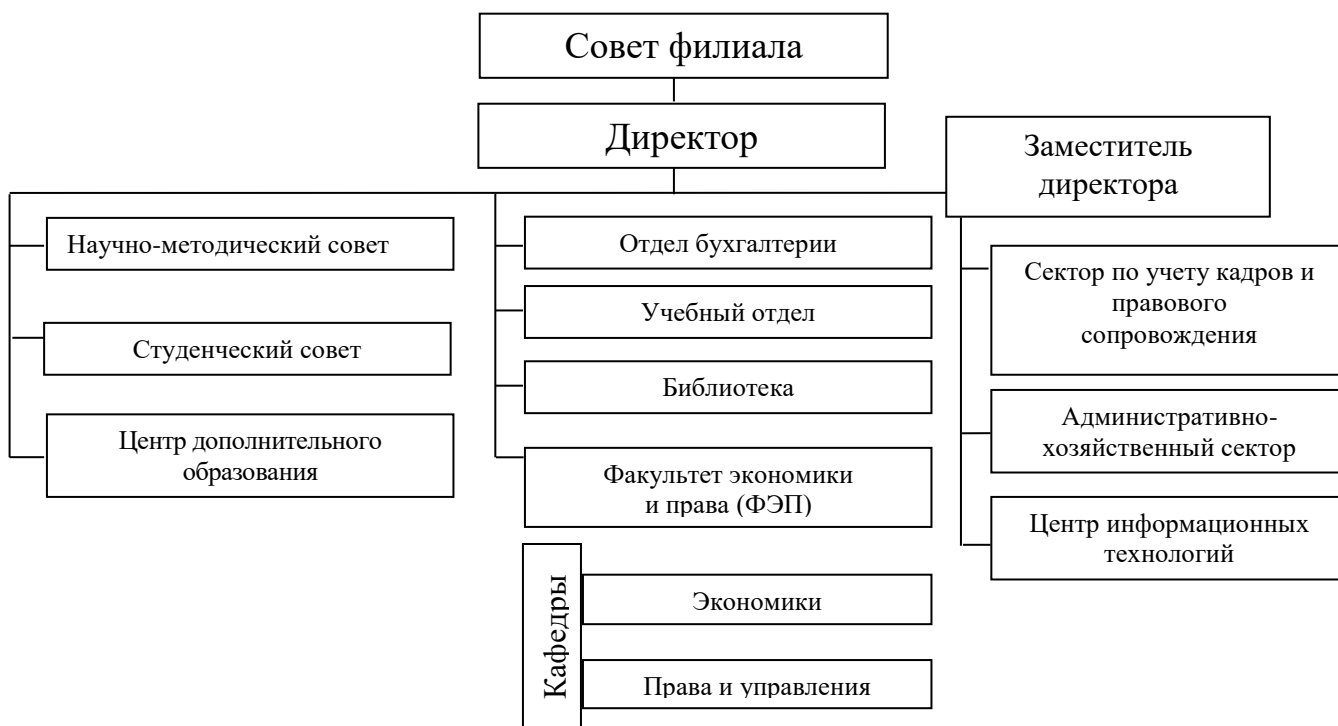 Совет филиала
Директор
Заместитель
директора
Научно-методический совет
Студенческий совет
Центр дополнительного
образования
Отдел бухгалтерии
Учебный отдел
Библиотека
Факультет экономики
и права (ФЭП)
Кафедры
Экономики
Права и управления
Сектор по учету кадров и
правового
сопровождения
Административно-
хозяйственный сектор
Центр информационных
технологий